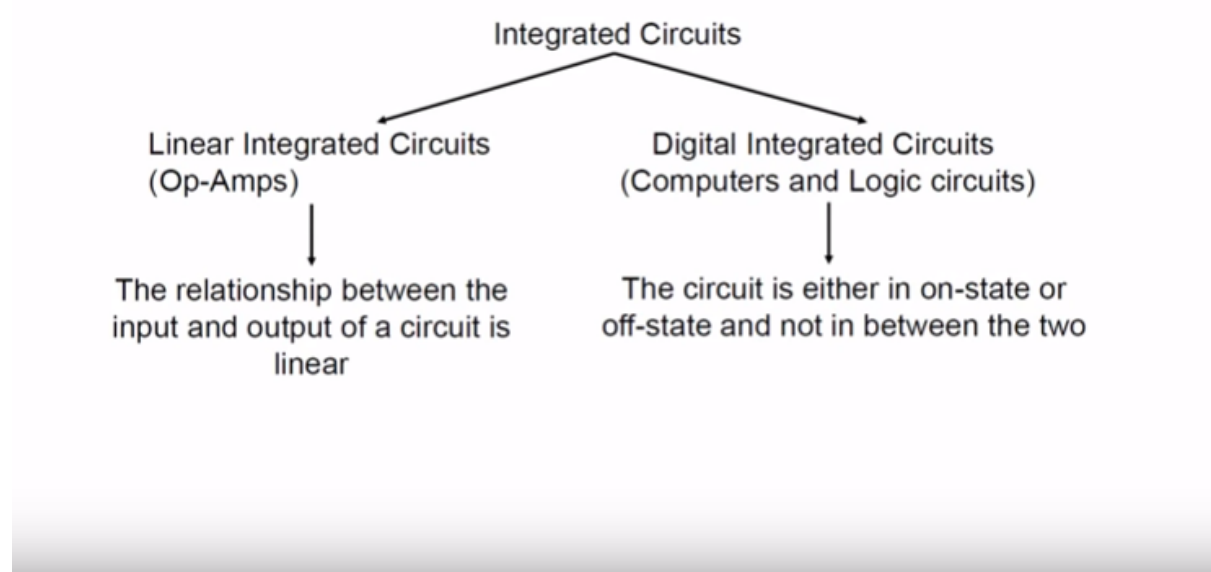 Integrated Circuits
Linear Integrated Circuits
(Op-Amps)
The relationship between the
input and output of a circuit is
linear
Digital Integrated Circuits
(Computers and Logic circuits)
The circuit is either in on-state or
off-state and not in between the two